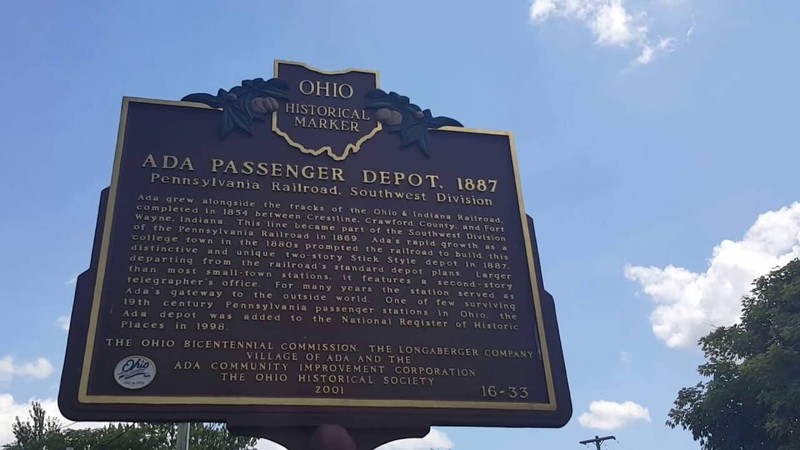 OHIO
HISTORICAL
MARKER
ADA PASSENGER DEPOT, 1887
Pennsylvania Railroad, Southwest Division
Ada grew alongside the tracks of the Ohio & Indiana Railroad,
completed in 1854 between Crestline, Crawford County, and Fort
Wayne, Indiana. This line became part of the Southwest Division
of the Pennsylvania Railroad in 1869. Ada's rapid growth as a
college town in the 1880s prompted the railroad to build this
distinctive and unique two-story Stick Style depot in 1887,
departing from the railroad's standard depot plans. Larger
than most small-town stations, it features a second-story
telegrapher's office. For many years the station served as
Ada's gateway to the outside world. One of few surviving
19th century Pennsylvania passenger stations in Ohio, the
Ada depot was added to the National Register of Historic
Places in 1998.
THE OHIO BICENTENNIAL COMMISSION, THE LONGABERGER COMPANY
VILLAGE OF ADA AND THE
ADA COMMUNITY IMPROVEMENT CORPORATION
THE OHIO HISTORICAL SOCIETY
2001
16-33
Ohio